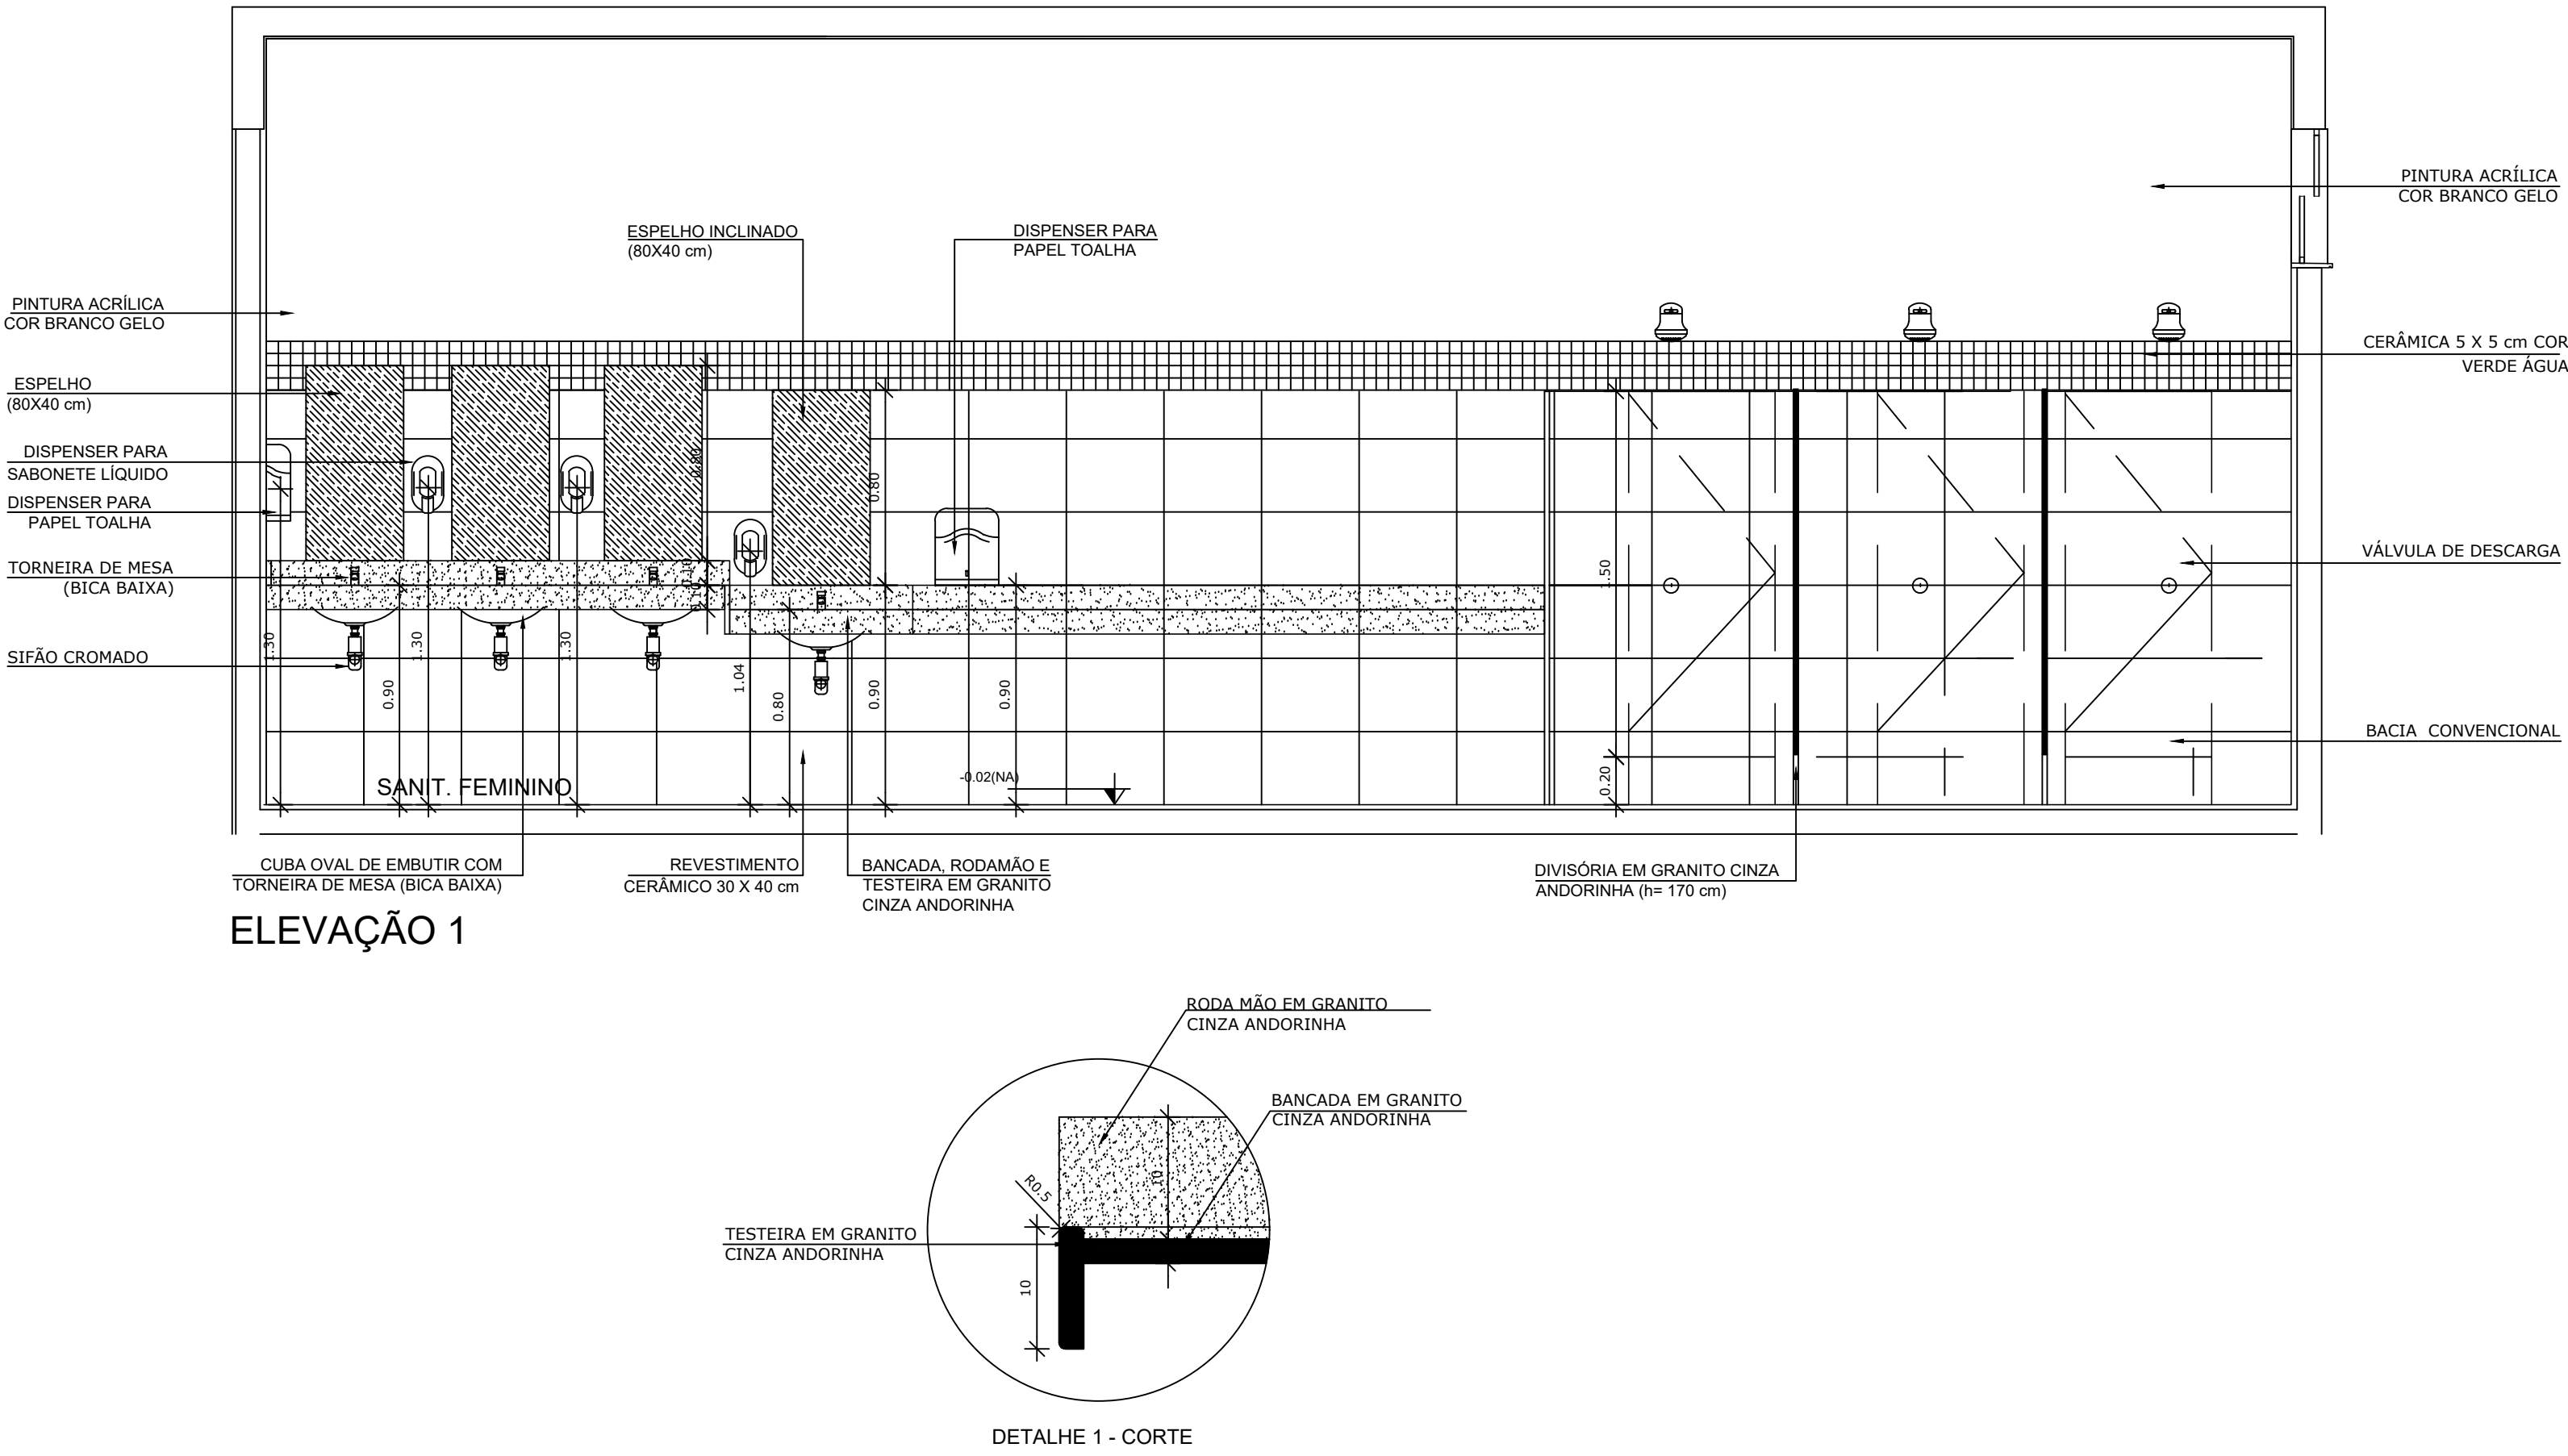 PINTURA ACRÍLICA
COR BRANCO GELO
ESPELHO INCLINADO
(80X40 cm)
DISPENSER PARA
PAPEL TOALHA
PINTURA ACRÍLICA
COR BRANCO GELO
CERÂMICA 5 X 5 cm COR
VERDE ÁGUA
ESPELHO
(80X40 cm)
DISPENSER PARA
SABONETE LÍQUIDO
DISPENSER PARA
PAPEL TOALHA
TORNEIRA DE MESA
(BICA BAIXA)
SIFÃO CROMADO
VÁLVULA DE DESCARGA
BACIA  CONVENCIONAL
0.80
0.80
0.10
0.10
1.50
1.30
1.30
1.30
1.04
0.90
0.80
0.90
0.90
0.20
-0.02(NA)
SANIT. FEMININO
CUBA OVAL DE EMBUTIR COM
TORNEIRA DE MESA (BICA BAIXA)
REVESTIMENTO
CERÂMICO 30 X 40 cm
BANCADA, RODAMÃO E
TESTEIRA EM GRANITO
CINZA ANDORINHA
DIVISÓRIA EM GRANITO CINZA
ANDORINHA (h= 170 cm)
ELEVAÇÃO 1
RODA MÃO EM GRANITO
CINZA ANDORINHA
BANCADA EM GRANITO
CINZA ANDORINHA
10
R0.5
TESTEIRA EM GRANITO
CINZA ANDORINHA
10
DETALHE 1 - CORTE